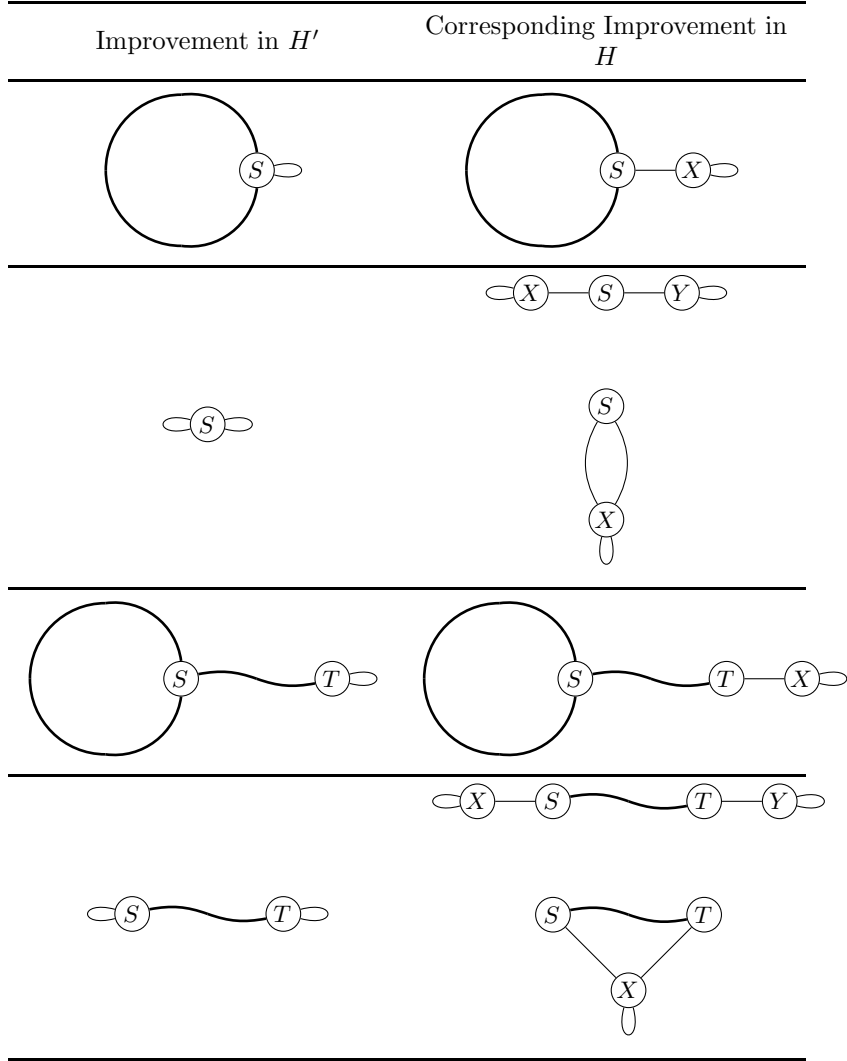 Improvement in H′
Corresponding Improvement in
H
S
S X
X S Y
S
S
X
S T
S T X
X S T Y
S T
S T
X